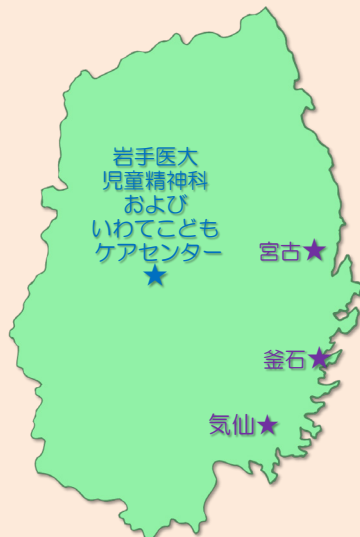 岩手医大
児童精神科
および
いわてこども
ケアセンター
★
宮古★
釜石★
気仙★